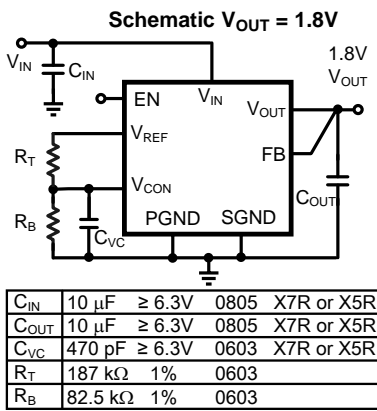 Schematic VOUT = 1.8V
VIN
CIN
1.8V
VOUT
EN
VIN
VOUT
VREF
RT
FB
VCON
COUT
RB
CVC
PGND SGND
CIN 10 μF ≥ 6.3V 0805 X7R or X5R
COUT 10 μF ≥ 6.3V 0805 X7R or X5R
CVC 470 pF ≥ 6.3V 0603 X7R or X5R
RT 187 kΩ 1% 0603
RB 82.5 kΩ 1% 0603